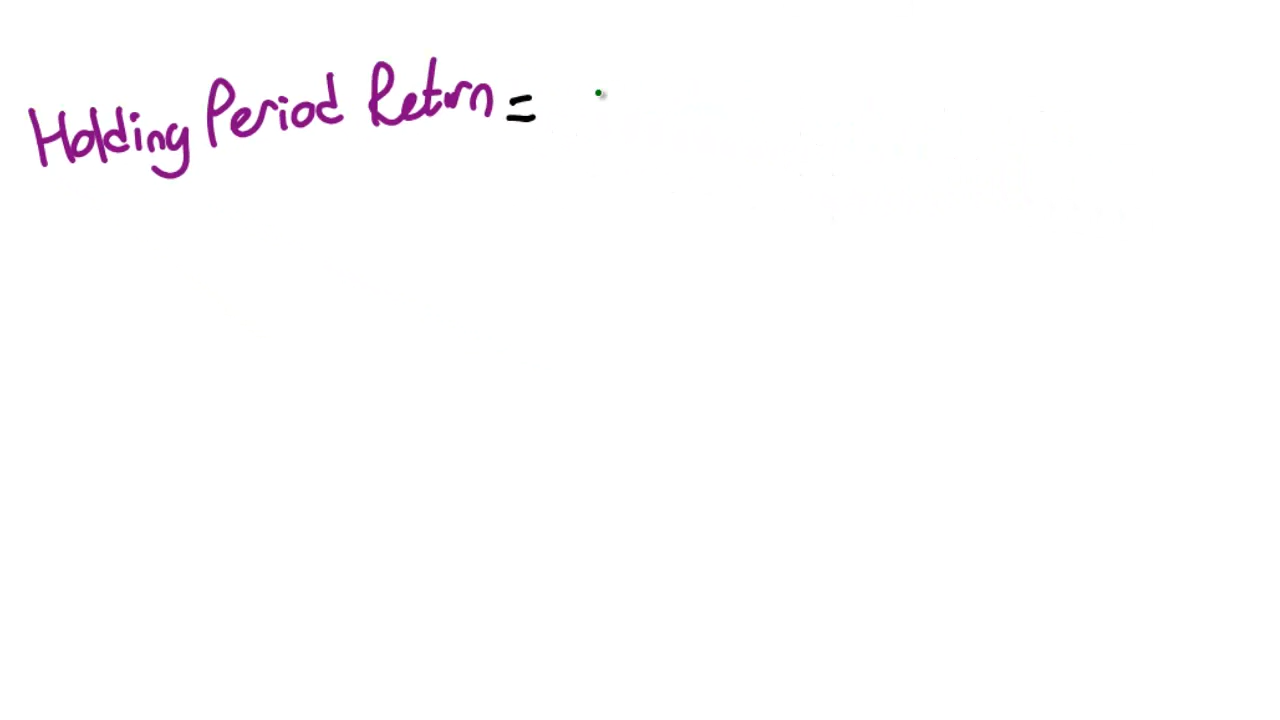 Holding Period Return =